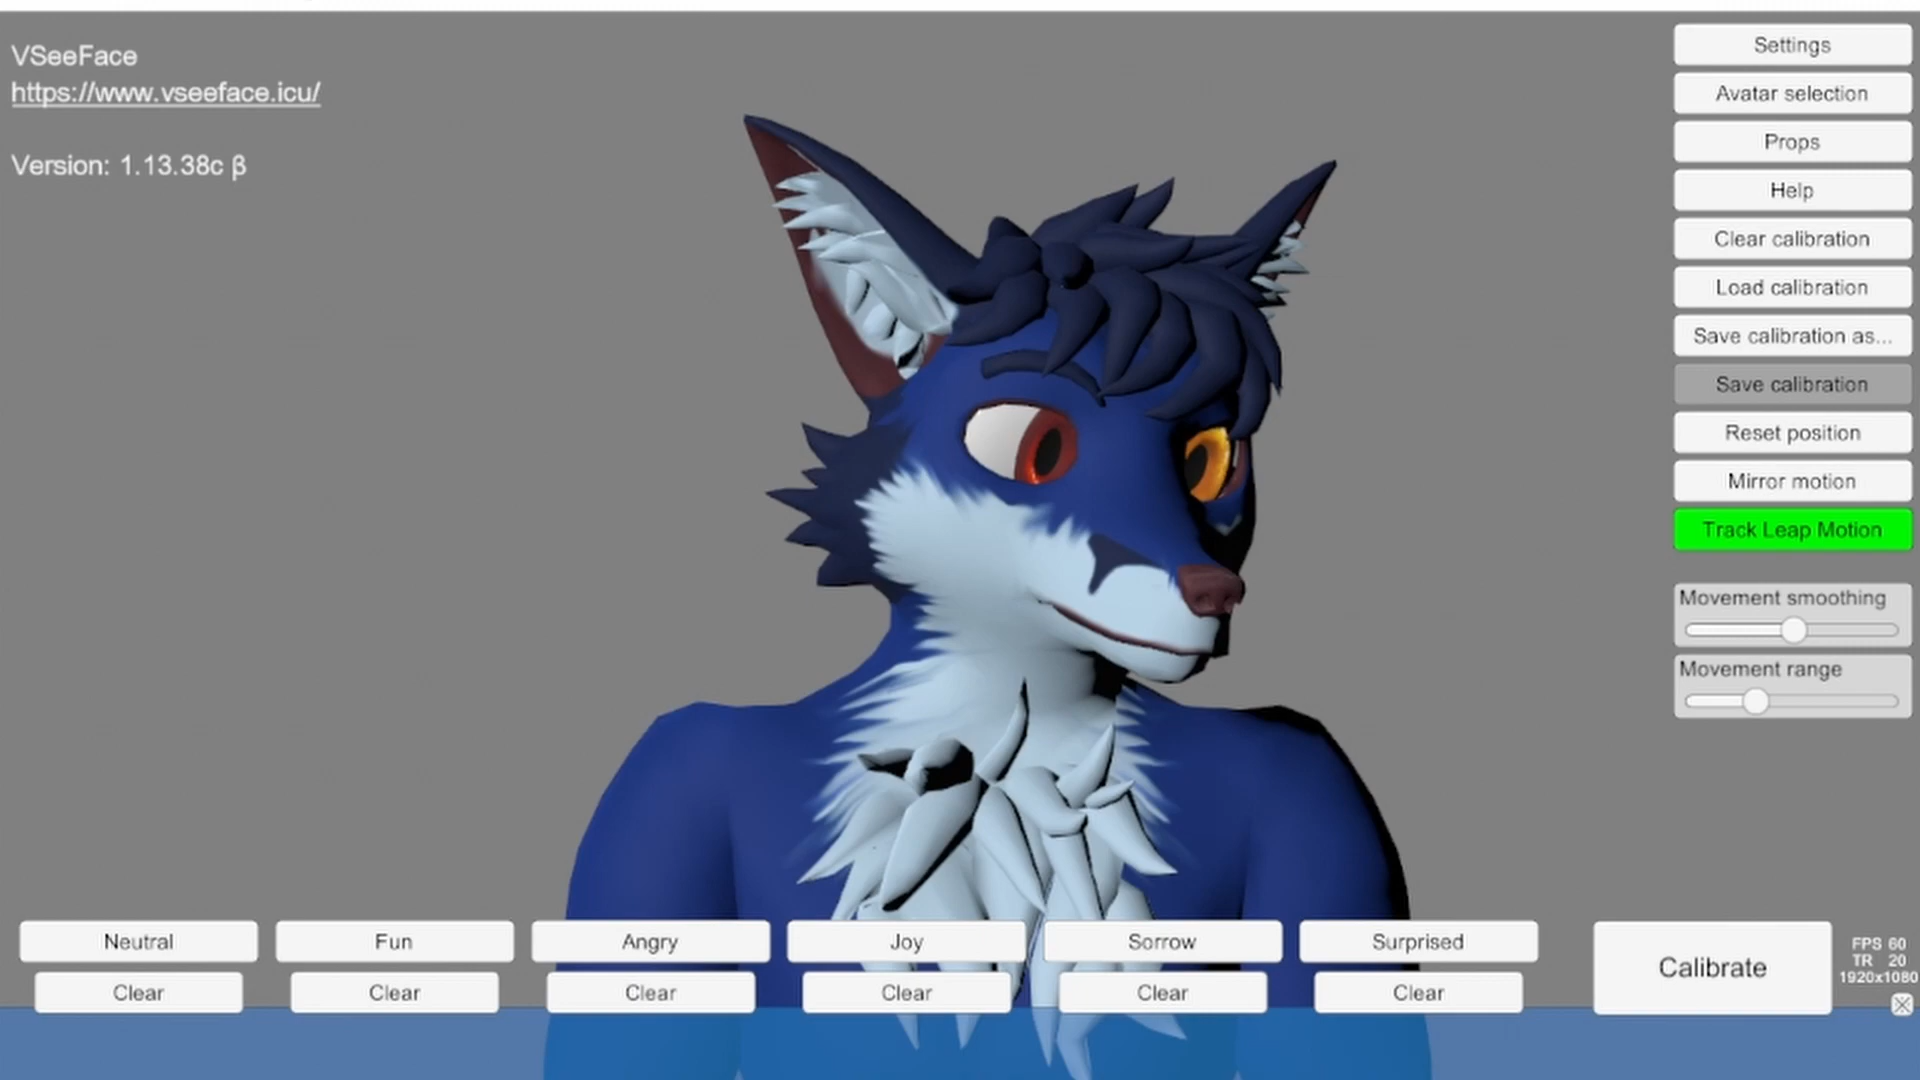 VSeeFace
https://www.vseeface.icu/
Version: 1.13.38c β
Settings
Avatar selection
Props
Help
Clear calibration
Load calibration
Save calibration as...
Save calibration
Reset position
Mirror motion
Track Leap Motion
Movement smoothing
Movement range
Neutral
Fun
Angry
Joy
Sorrow
Surprised
Clear
Clear
Clear
Clear
Clear
Clear
Calibrate
FPS 60
TR 20
1920x1080